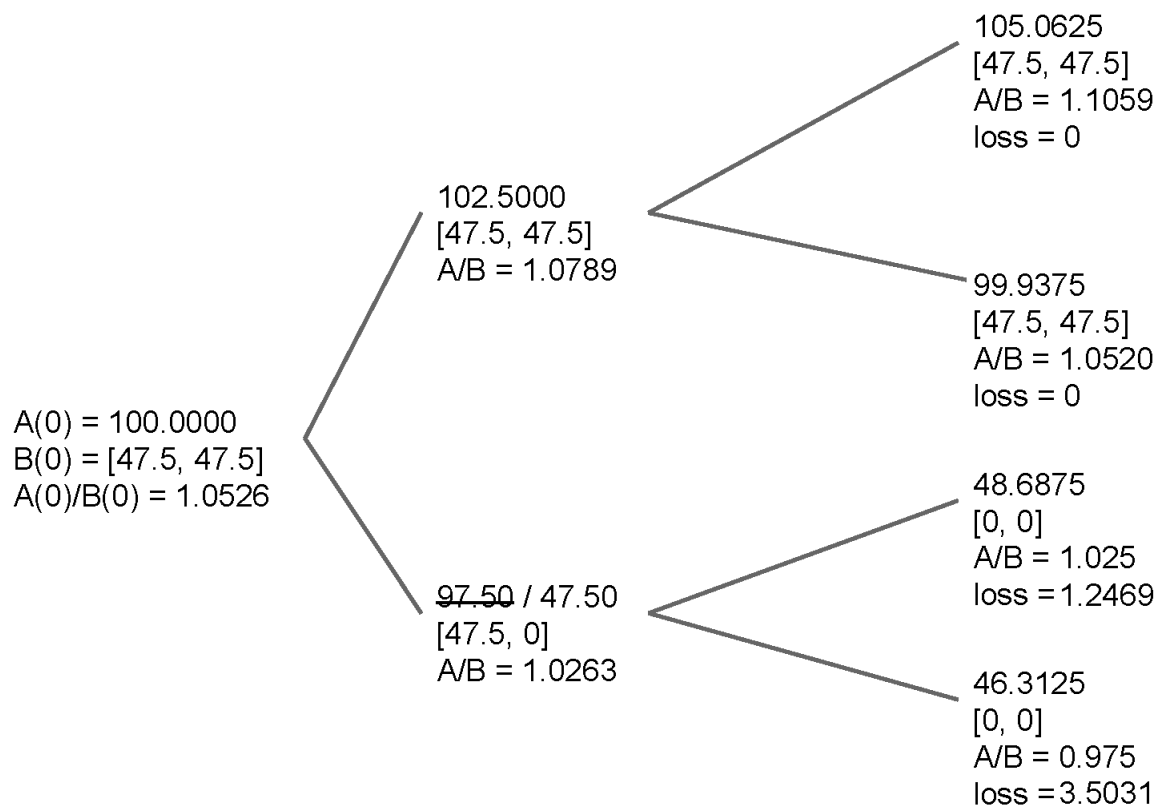 A(0) = 100.0000
B(0) = [47.5, 47.5]
A(0)/B(0) = 1.0526
102.5000
[47.5, 47.5]
A/B = 1.0789
97.50 / 47.50
[47.5, 0]
A/B = 1.0263
105.0625
[47.5, 47.5]
A/B = 1.1059
loss = 0
99.9375
[47.5, 47.5]
A/B = 1.0520
loss = 0
48.6875
[0, 0]
A/B = 1.025
loss = 1.2469
46.3125
[0, 0]
A/B = 0.975
loss = 3.5031